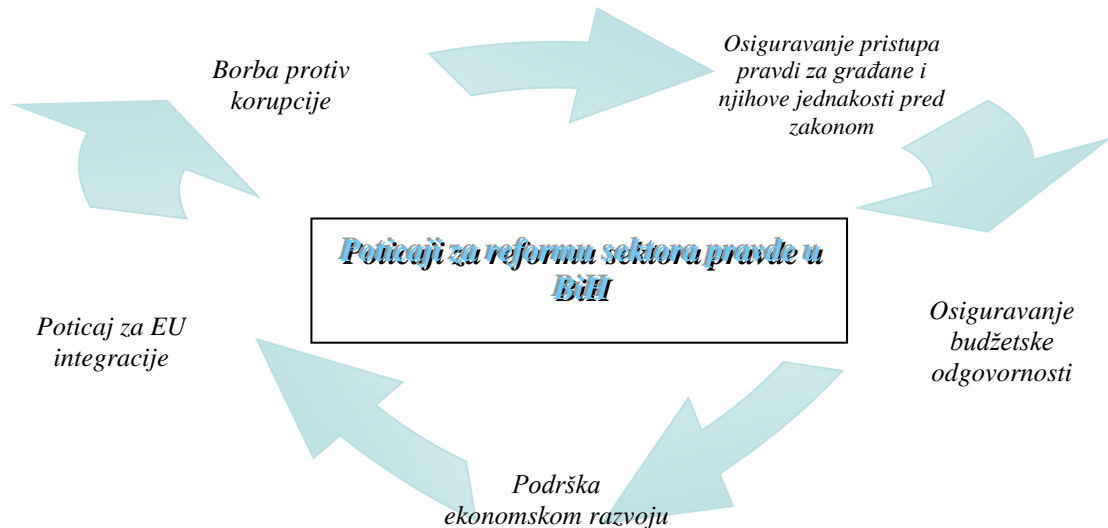 Borba protiv
korupcije
Osiguravanje pristupa
pravdi za građane i
njihove jednakosti pred
zakonom
Poticaji za reformu sektora pravde u
BiH
Osiguravanje
budžetske
odgovornosti
Poticaj za EU
integracije
Podrška
ekonomskom razvoju